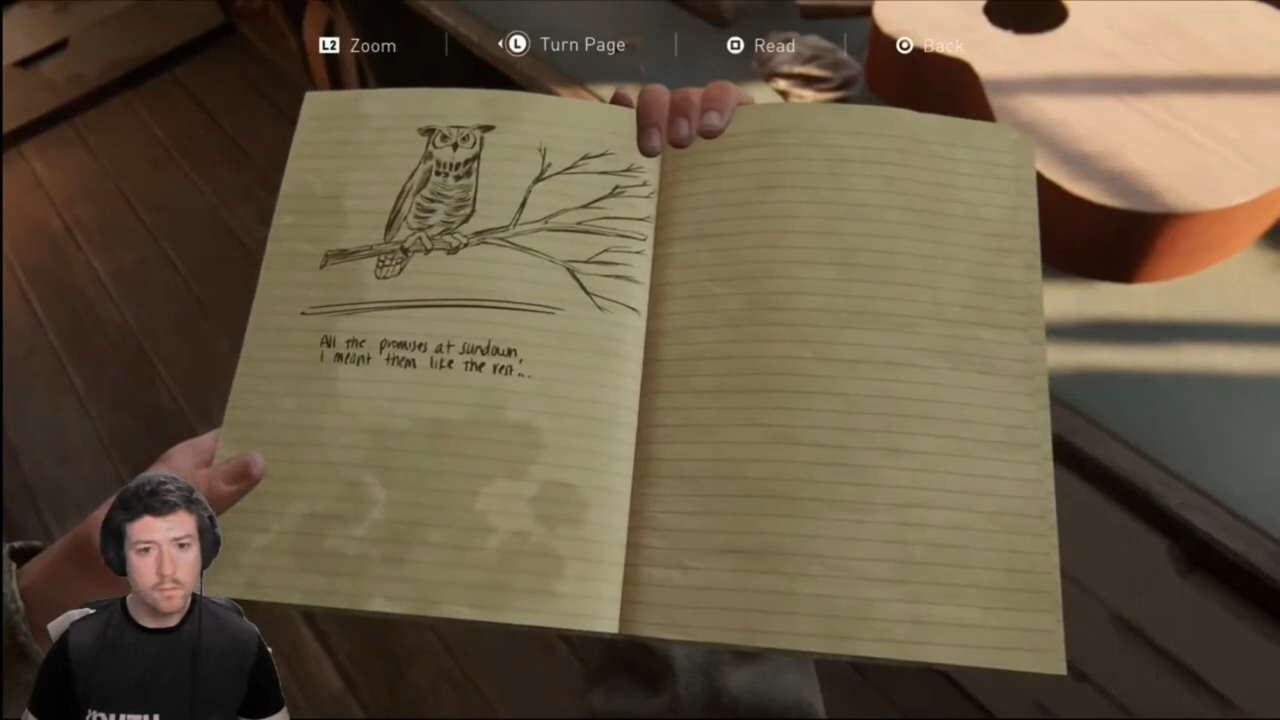 L2 Zoom L Turn Page Read Back
All the promises at sundown,
I meant them like the rest...